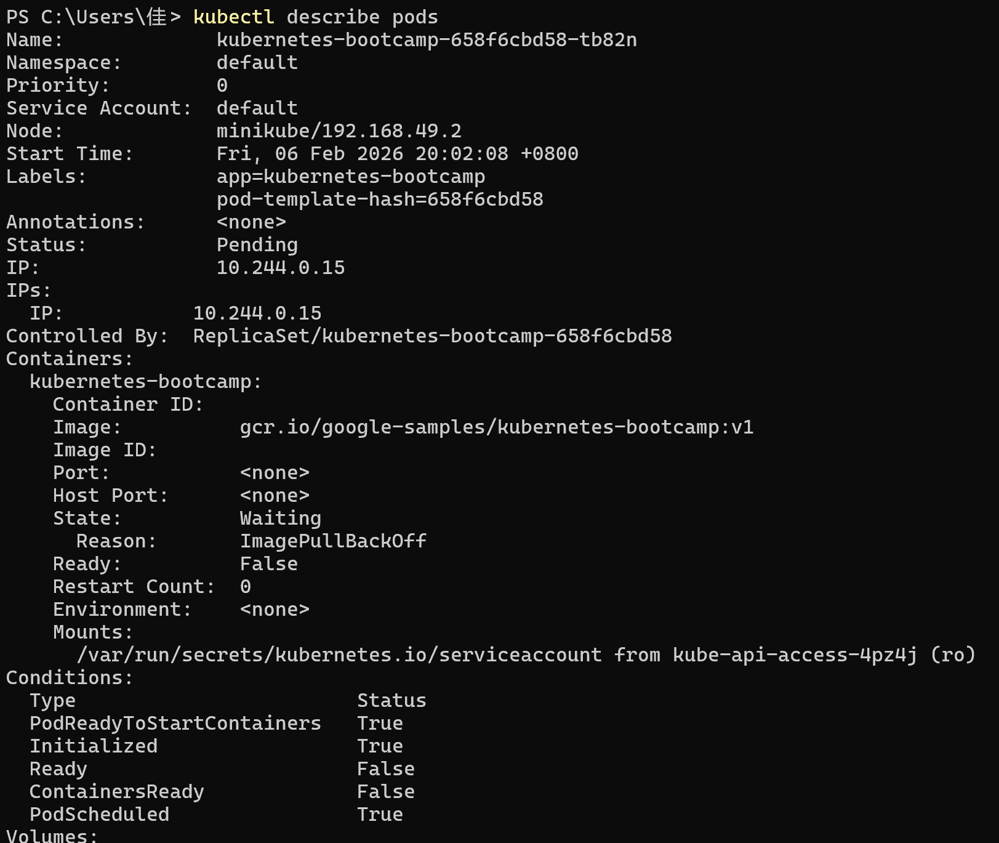 PS C:\Users\佳> kubectl describe pods
Name:             kubernetes-bootcamp-658f6cbd58-tb82n
Namespace:        default
Priority:         0
Service Account:  default
Node:             minikube/192.168.49.2
Start Time:       Fri, 06 Feb 2026 20:02:08 +0800
Labels:           app=kubernetes-bootcamp
                  pod-template-hash=658f6cbd58
Annotations:      <none>
Status:           Pending
IP:               10.244.0.15
IPs:
  IP:           10.244.0.15
Controlled By:  ReplicaSet/kubernetes-bootcamp-658f6cbd58
Containers:
  kubernetes-bootcamp:
    Container ID:
    Image:          gcr.io/google-samples/kubernetes-bootcamp:v1
    Image ID:
    Port:           <none>
    Host Port:      <none>
    State:          Waiting
      Reason:       ImagePullBackOff
    Ready:          False
    Restart Count:  0
    Environment:    <none>
    Mounts:
      /var/run/secrets/kubernetes.io/serviceaccount from kube-api-access-4pz4j (ro)
Conditions:
  Type                        Status
  PodReadyToStartContainers   True
  Initialized                 True
  Ready                       False
  ContainersReady             False
  PodScheduled                True
Volumes: